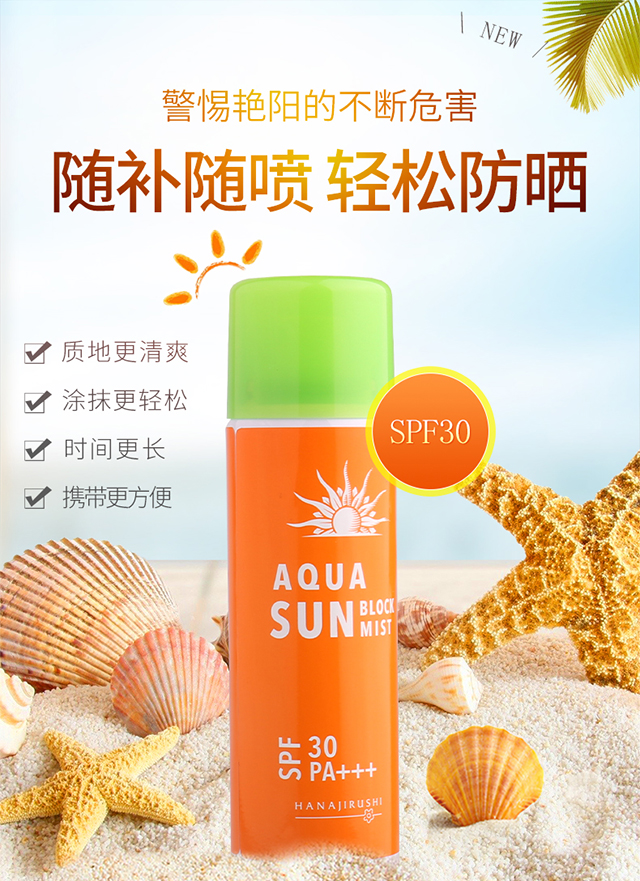 NEW
警惕艳阳的不断危害
随补随喷 轻松防晒
质地更清爽
涂抹更轻松
时间更长
携带更方便
SPF30
AQUA
SUN BLOCK MIST
SPF 30
PA+++
HANAJIRUSHI